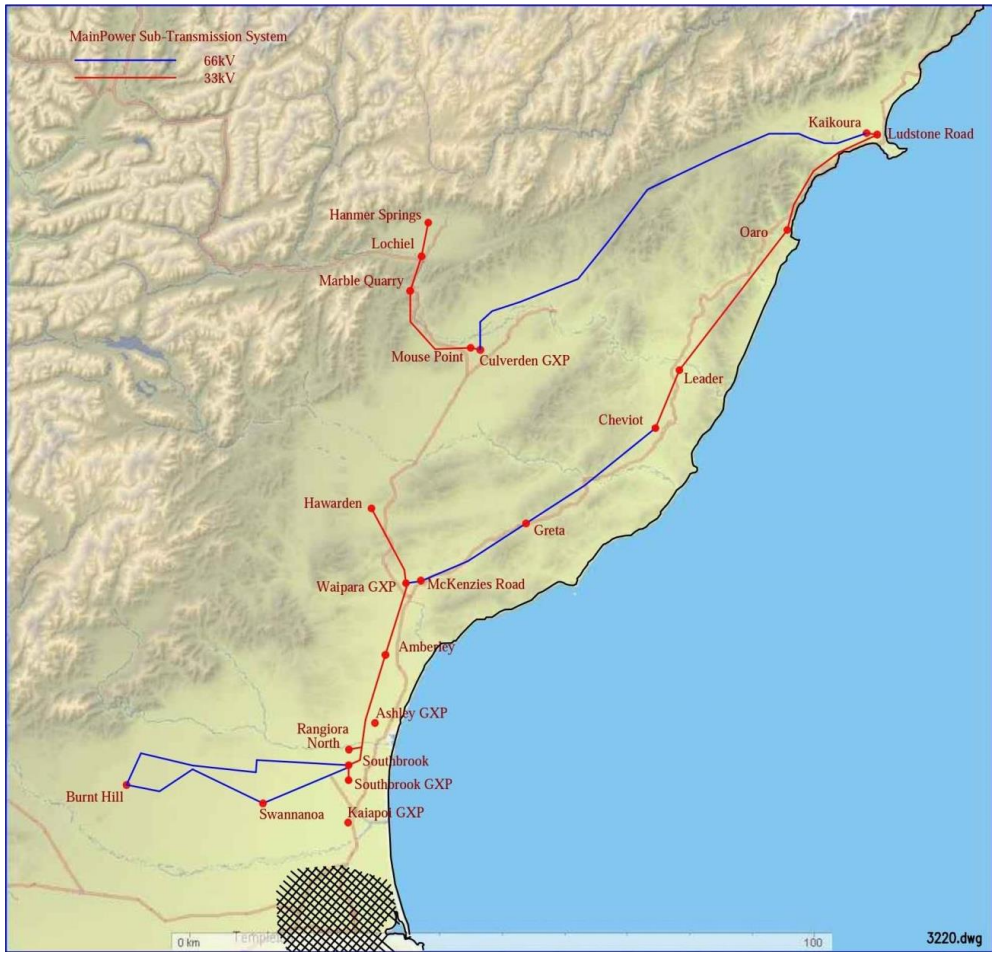 MainPower Sub-Transmission System
66kV
33kV
Kaikoura
Ludstone Road
Hanmer Springs
Oaro
Lochiel
Marble Quarry
Mouse Point
Culverden GXP
Leader
Cheviot
Hawarden
Greta
Waipara GXP
McKenzies Road
Amberley
Ashley GXP
Rangiora
North
Southbrook
Southbrook GXP
Burnt Hill
Swannanoa
Kaiapoi GXP
0 km
100
3220.dwg